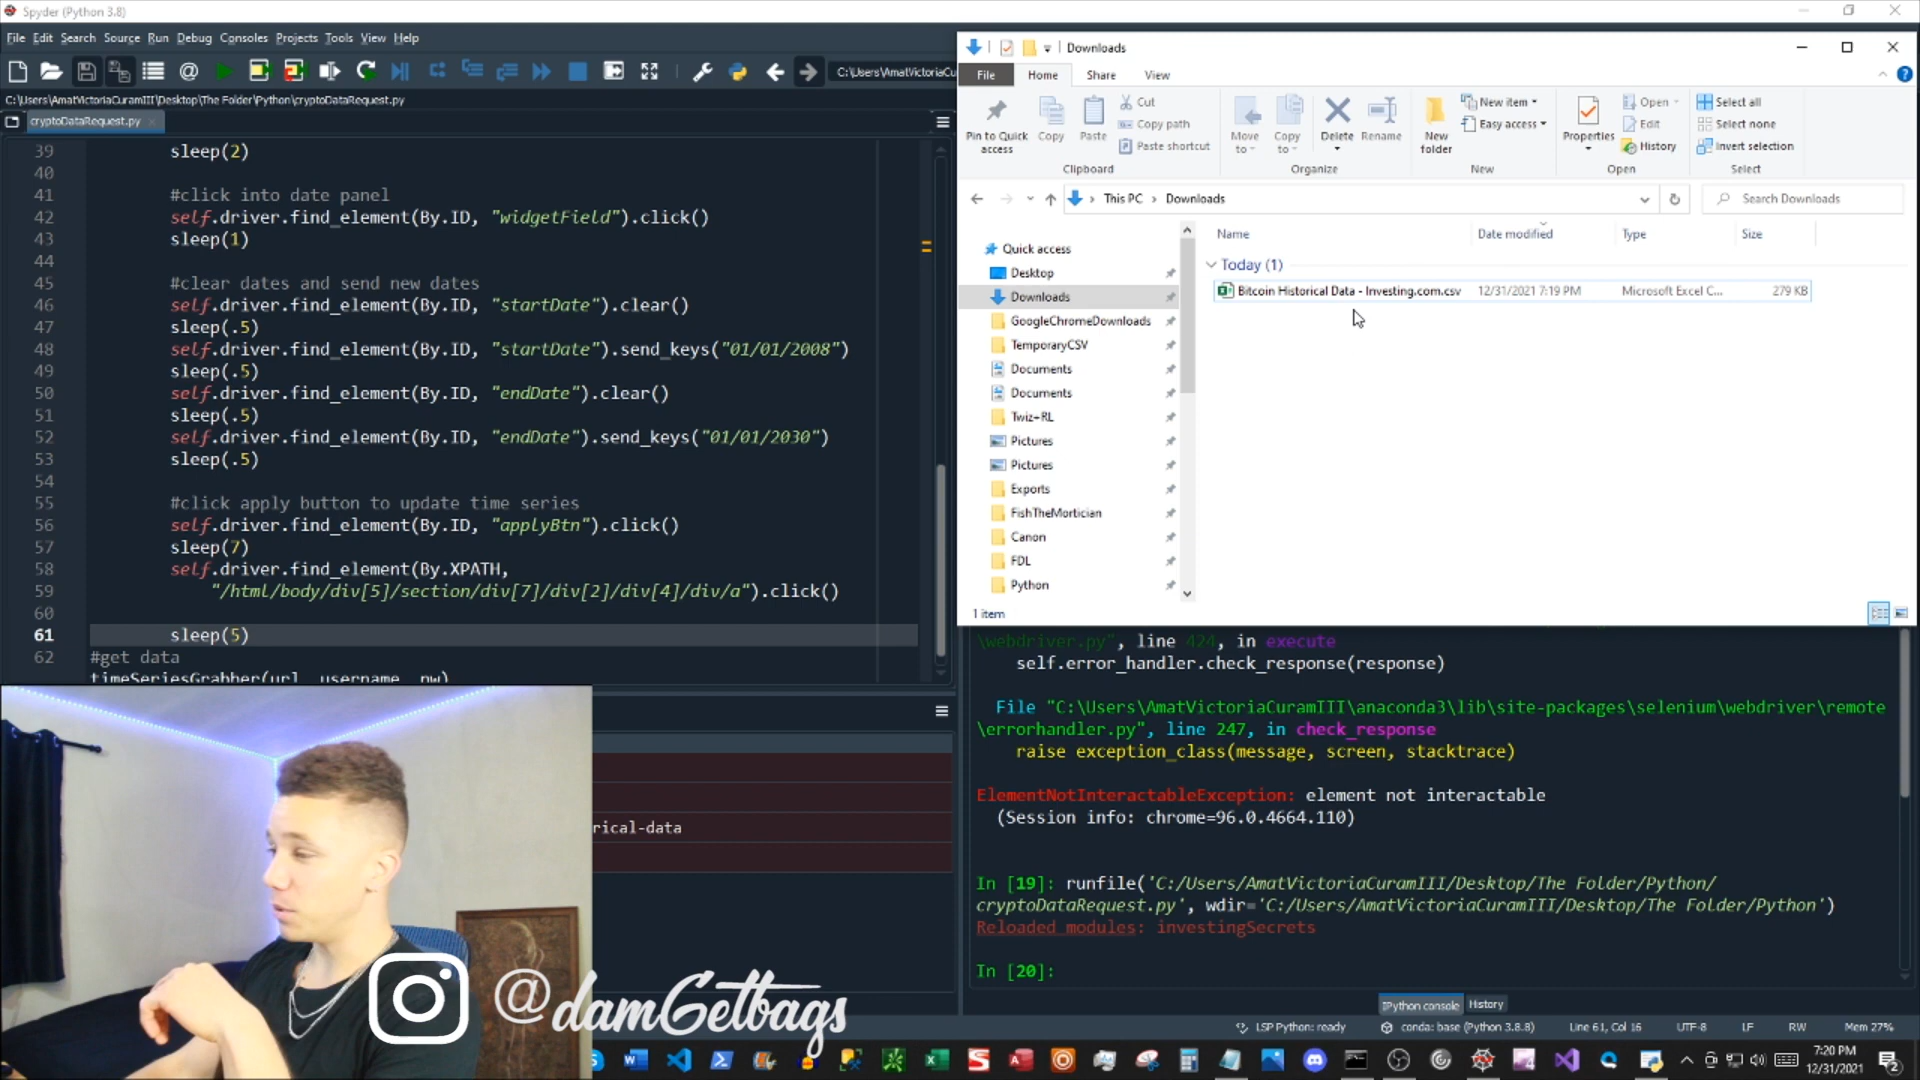 Spyder (Python 3.8)
File Edit Search Source Run Debug Consoles Projects Tools View Help
C:\Users\AmatVictoriaCu
C:\Users\AmatVictoriaCuramIII\Desktop\The Folder\Python\cryptoDataRequest.py
cryptoDataRequest.py
39 sleep(2)
40
41 #click into date panel
42 self.driver.find_element(By.ID, "widgetField").click()
43 sleep(1)
44
45 #clear dates and send new dates
46 self.driver.find_element(By.ID, "startDate").clear()
47 sleep(.5)
48 self.driver.find_element(By.ID, "startDate").send_keys("01/01/2008")
49 sleep(.5)
50 self.driver.find_element(By.ID, "endDate").clear()
51 sleep(.5)
52 self.driver.find_element(By.ID, "endDate").send_keys("01/01/2030")
53 sleep(.5)
54
55 #click apply button to update time series
56 self.driver.find_element(By.ID, "applyBtn").click()
57 sleep(7)
58 self.driver.find_element(By.XPATH,
59 "/html/body/div[5]/section/div[7]/div[2]/div[4]/div/a").click()
60
61 sleep(5)
62 #get data
timeSeriesGrabber(url, username, pw)
rical-data
Downloads
File Home Share View
Pin to Quick access
Copy
Paste
Cut
Copy path
Paste shortcut
Clipboard
Move to
Copy to
Delete
Rename
Organize
New folder
New item
Easy access
New
Properties
Open
Edit
History
Open
Select all
Select none
Invert selection
Select
This PC > Downloads
Search Downloads
Name Date modified Type Size
Today (1)
Bitcoin Historical Data - Investing.com.csv 12/31/2021 7:19 PM Microsoft Excel C... 279 KB
Quick access
Desktop
Downloads
GoogleChromeDownloads
TemporaryCSV
Documents
Documents
Twiz-RL
Pictures
Pictures
Exports
FishTheMortician
Canon
FDL
Python
1 item
\webdriver.py", line 424, in execute
self.error_handler.check_response(response)
File "C:\Users\AmatVictoriaCuramIII\anaconda3\lib\site-packages\selenium\webdriver\remote
\errorhandler.py", line 247, in check_response
raise exception_class(message, screen, stacktrace)
ElementNotInteractableException: element not interactable
(Session info: chrome=96.0.4664.110)
In [19]: runfile('C:/Users/AmatVictoriaCuramIII/Desktop/The Folder/Python/
cryptoDataRequest.py', wdir='C:/Users/AmatVictoriaCuramIII/Desktop/The Folder/Python')
Reloaded modules: investingSecrets
In [20]:
IPython console History
LSP Python: ready conda: base (Python 3.8.8) Line 61, Col 16 UTF-8 LF RW Mem 27%
@damGetbags
7:20 PM
12/31/2021
2